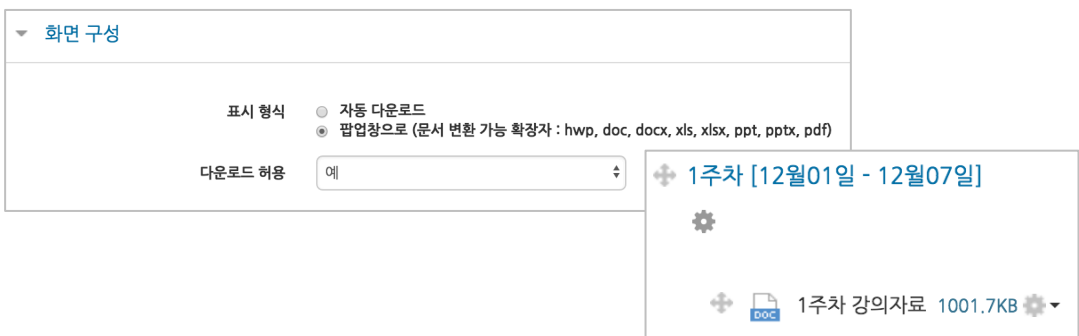 화면 구성
표시 형식
자동 다운로드
팝업창으로 (문서 변환 가능 확장자 : hwp, doc, docx, xls, xlsx, ppt, pptx, pdf)
다운로드 허용
예
1주차 [12월01일 - 12월07일]
DOC
1주차 강의자료 1001.7KB